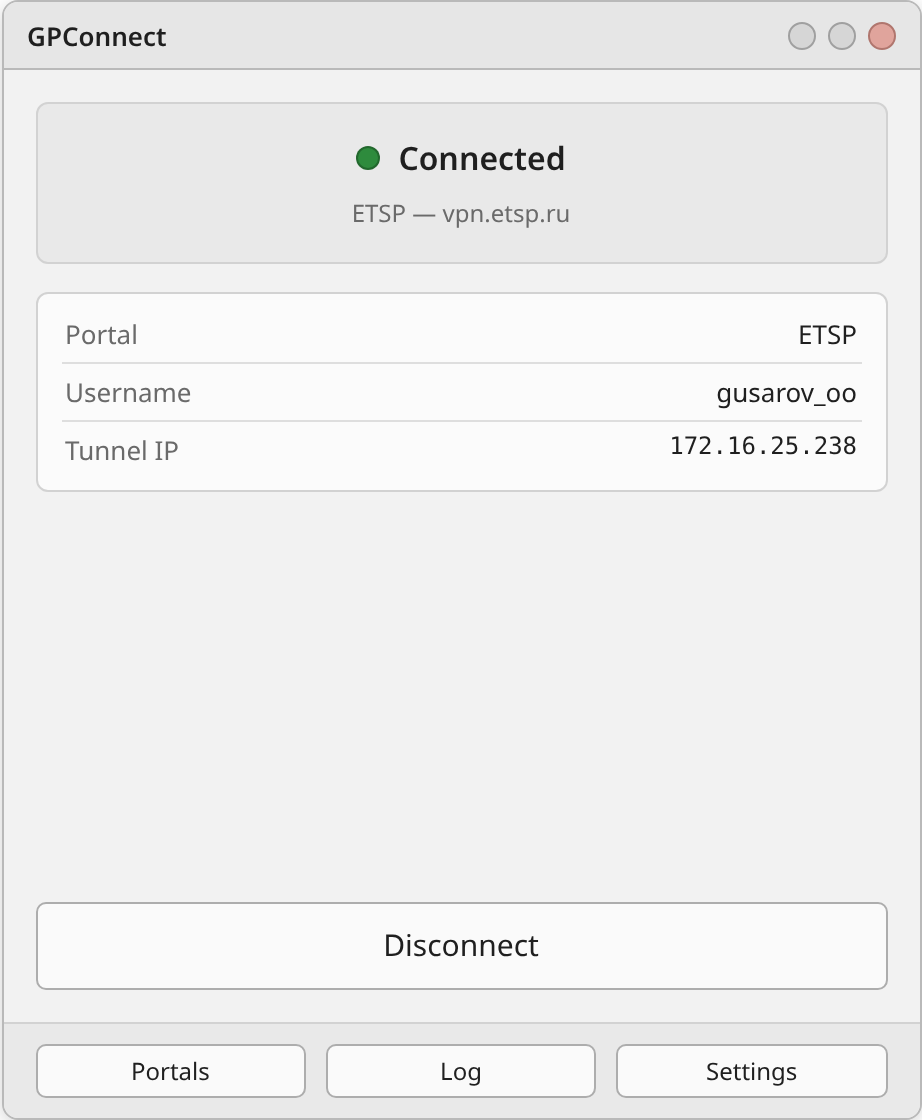 GPConnect
Connected
ETSP — vpn.etsp.ru
Portal ETSP
Username gusarov_oo
Tunnel IP 172.16.25.238
Disconnect
Portals Log Settings